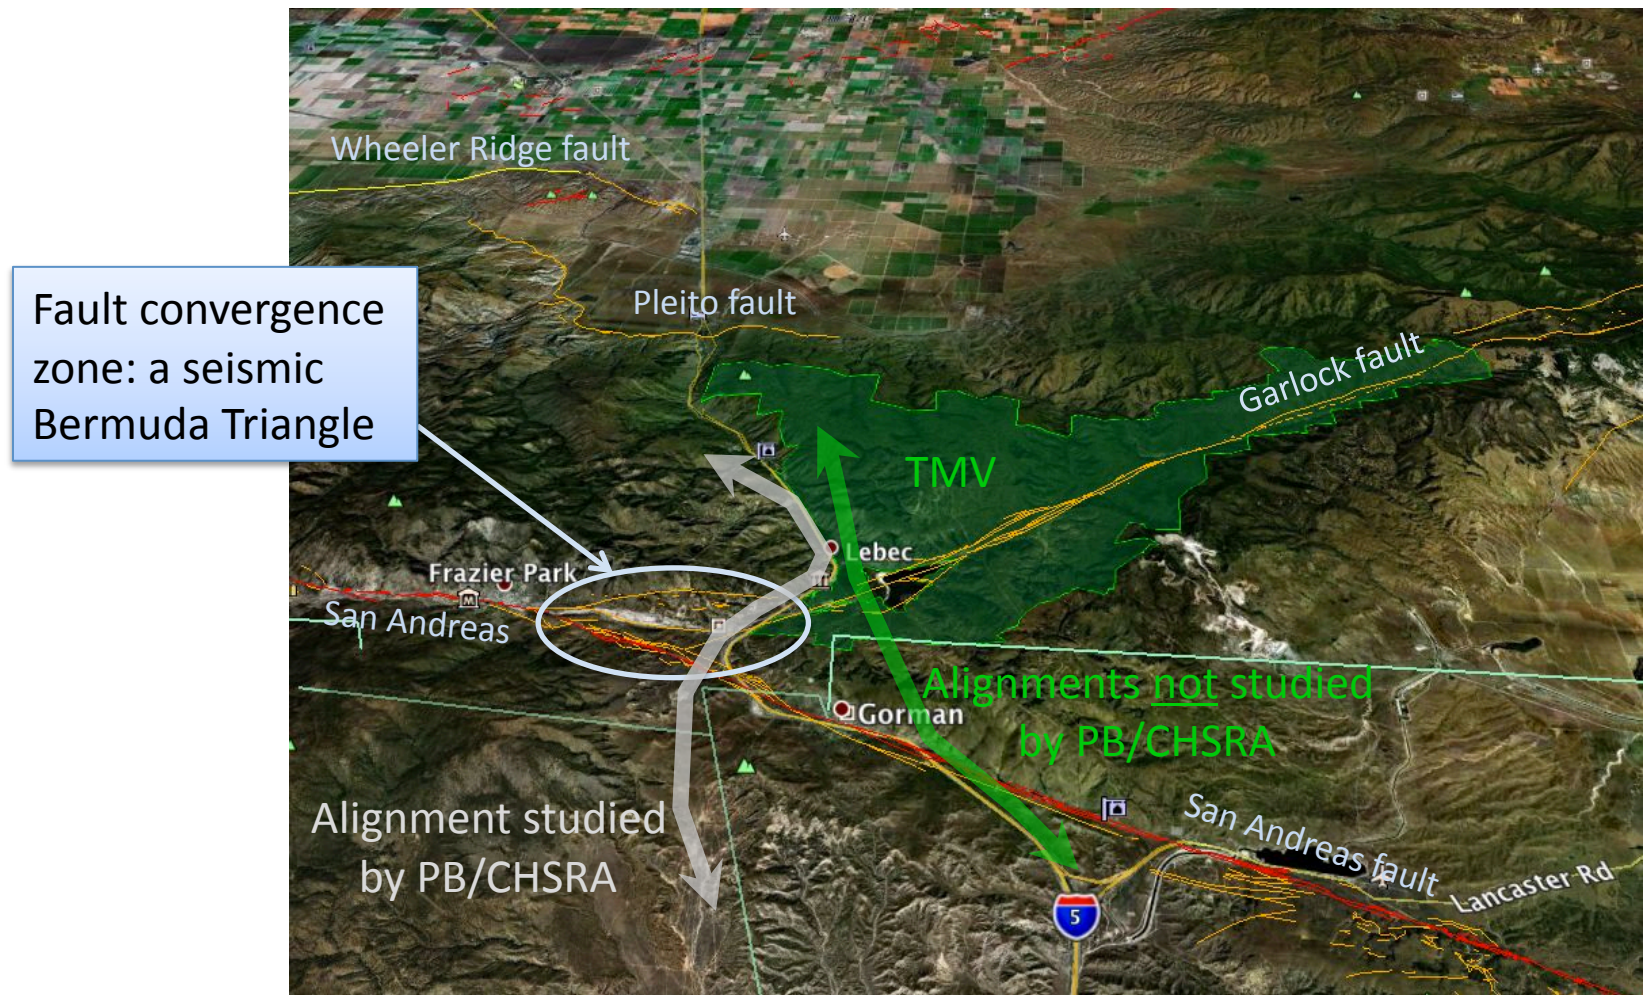 Wheeler Ridge fault
Fault convergence
zone: a seismic
Bermuda Triangle
Pleito fault
Garlock fault
TMV
Lebec
Frazier Park
San Andreas
Alignments not studied
by PB/CHSRA
Gorman
Alignment studied
by PB/CHSRA
San Andreas fault
Lancaster Rd
5